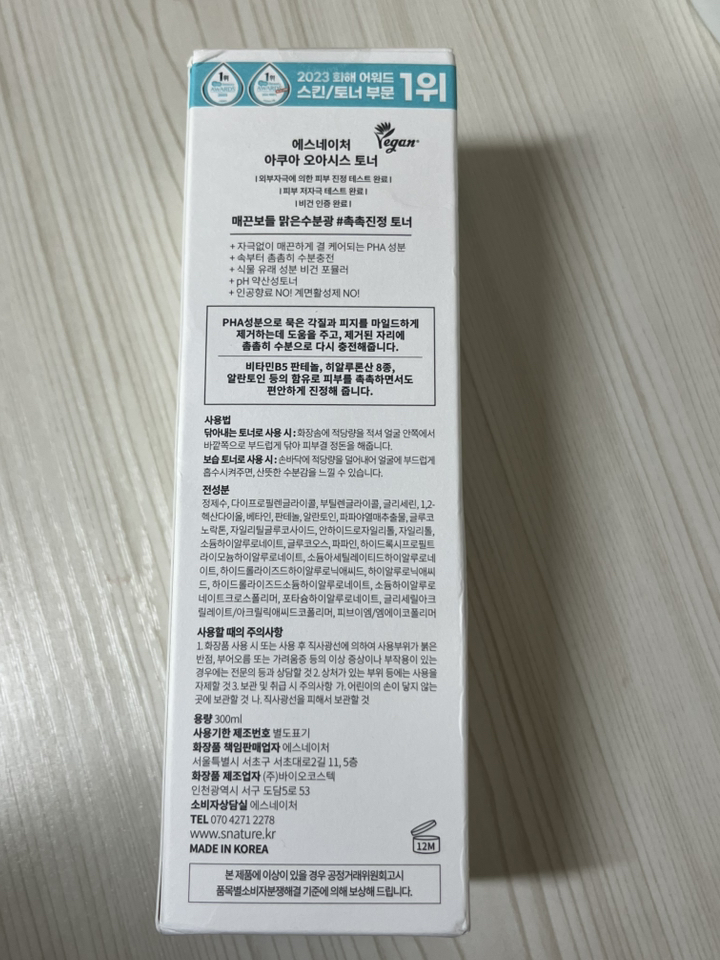 1위
1위
2023 화해 어워드
스킨/토너 부문 1위
에스네이처
Vegan
아쿠아 오아시스 토너
I 외부자극에 의한 피부 진정 테스트 완료 I
I 피부 저자극 테스트 완료 I
I 비건 인증 완료 I
매끈보들 맑은수분광 #촉촉진정 토너
+ 자극없이 매끈하게 결 케어되는 PHA 성분
+ 속부터 촘촘히 수분충전
+ 식물 유래 성분 비건 포뮬러
+ pH 약산성토너
+ 인공향료 NO! 계면활성제 NO!
PHA성분으로 묵은 각질과 피지를 마일드하게
제거하는데 도움을 주고, 제거된 자리에
촘촘히 수분으로 다시 충전해줍니다.
비타민B5 판테놀, 히알루론산 8종,
알란토인 등의 함유로 피부를 촉촉하면서도
편안하게 진정해 줍니다.
사용법
닦아내는 토너로 사용 시 : 화장솜에 적당량을 적셔 얼굴 안쪽에서
바깥쪽으로 부드럽게 닦아 피부결 정돈을 해줍니다.
보습 토너로 사용 시 : 손바닥에 적당량을 덜어내어 얼굴에 부드럽게
흡수시켜주면, 산뜻한 수분감을 느낄 수 있습니다.
전성분
정제수, 다이프로필렌글라이콜, 부틸렌글라이콜, 글리세린, 1,2-
헥산다이올, 베타인, 판테놀, 알란토인, 파파야열매추출물, 글루코
노락톤, 자일리틸글루코사이드, 안하이드로자일리톨, 자일리톨,
소듐하이알루로네이트, 글루코오스, 파파인, 하이드록시프로필트
라이모늄하이알루로네이트, 소듐아세틸레이티드하이알루로네
이트, 하이드롤라이즈드하이알루로닉애씨드, 하이알루로닉애씨
드, 하이드롤라이즈드소듐하이알루로네이트, 소듐하이알루로
네이트크로스폴리머, 포타슘하이알루로네이트, 글리세릴아크
릴레이트/아크릴릭애씨드코폴리머, 피브이엠/엠에이코폴리머
사용할 때의 주의사항
1. 화장품 사용 시 또는 사용 후 직사광선에 의하여 사용부위가 붉은
반점, 부어오름 또는 가려움증 등의 이상 증상이나 부작용이 있는
경우에는 전문의 등과 상담할 것 2. 상처가 있는 부위 등에는 사용을
자제할 것 3. 보관 및 취급 시 주의사항 가. 어린이의 손이 닿지 않는
곳에 보관할 것 나. 직사광선을 피해서 보관할 것
용량 300ml
사용기한 제조번호 별도표기
화장품 책임판매업자 에스네이처
서울특별시 서초구 서초대로2길 11, 5층
화장품 제조업자 (주)바이오코스텍
인천광역시 서구 도담5로 53
소비자상담실 에스네이처
TEL 070 4271 2278
www.snature.kr
MADE IN KOREA
12M
본 제품에 이상이 있을 경우 공정거래위원회고시
품목별소비자분쟁해결 기준에 의해 보상해 드립니다.